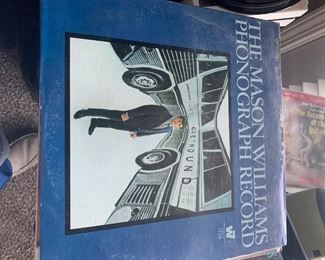 THE MASON WILLIAMS
PHONOGRAPH RECORD
GREYHOUND
W